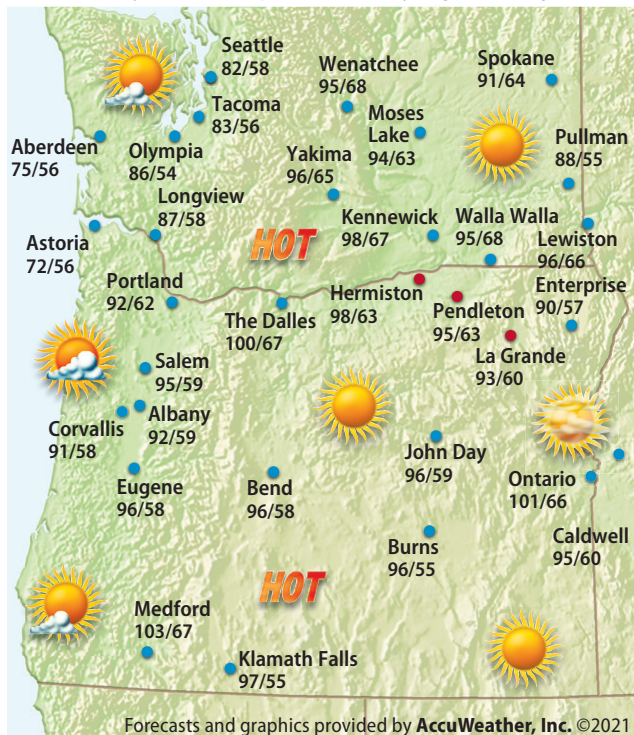 Seattle
82/58
Wenatchee
95/68
Spokane
91/64
Tacoma
83/56
Moses
Lake
94/63
Aberdeen
75/56
Olympia
86/54
Yakima
96/65
Pullman
88/55
Longview
87/58
Kennewick
98/67
Walla Walla
95/68
Lewiston
96/66
Astoria
72/56
HOT
Portland
92/62
The Dalles
100/67
Hermiston
98/63
Pendleton
95/63
Enterprise
90/57
La Grande
93/60
Salem
95/59
Albany
92/59
Corvallis
91/58
John Day
96/59
Eugene
96/58
Bend
96/58
Ontario
101/66
Burns
96/55
Caldwell
95/60
HOT
Medford
103/67
Klamath Falls
97/55
Forecasts and graphics provided by AccuWeather, Inc. ©2021